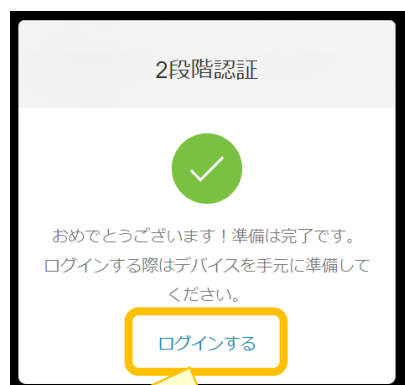 2段階認証
おめでとうございます！準備は完了です。
ログインする際はデバイスを手元に準備して
ください。
ログインする